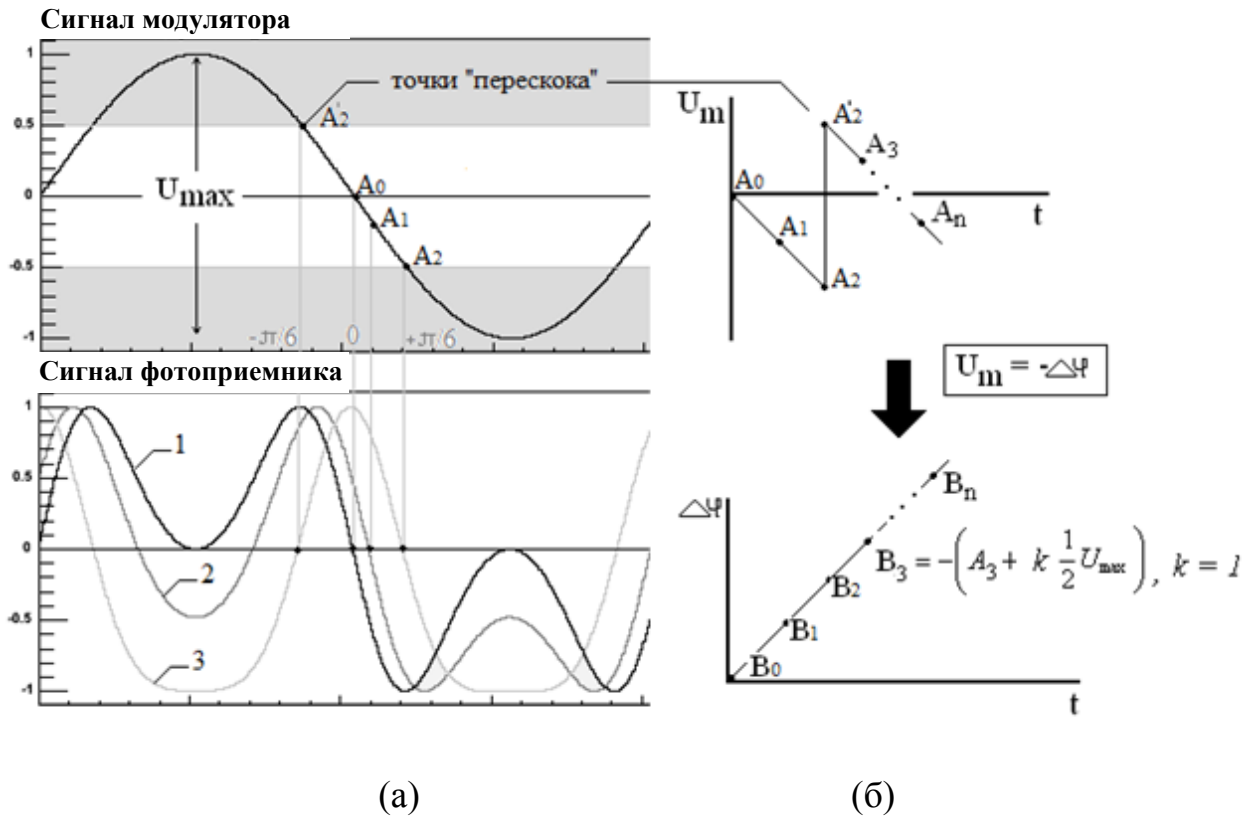 Сигнал модулятора
1
0.5
0
-0.5
-1
Umax
точки "перескока"
A'2
A0
A1
A2
-π/6 0 +π/6
Сигнал фотоприемника
1
0.5
0
-0.5
-1
1
2
3
(а)
Um
A0
A1
A2
A'2
A3
An
t
Um = -△φ
△φ
B0
B1
B2
B3 = -(A3 + k 1/2 Umax), k = 1
Bn
t
(б)